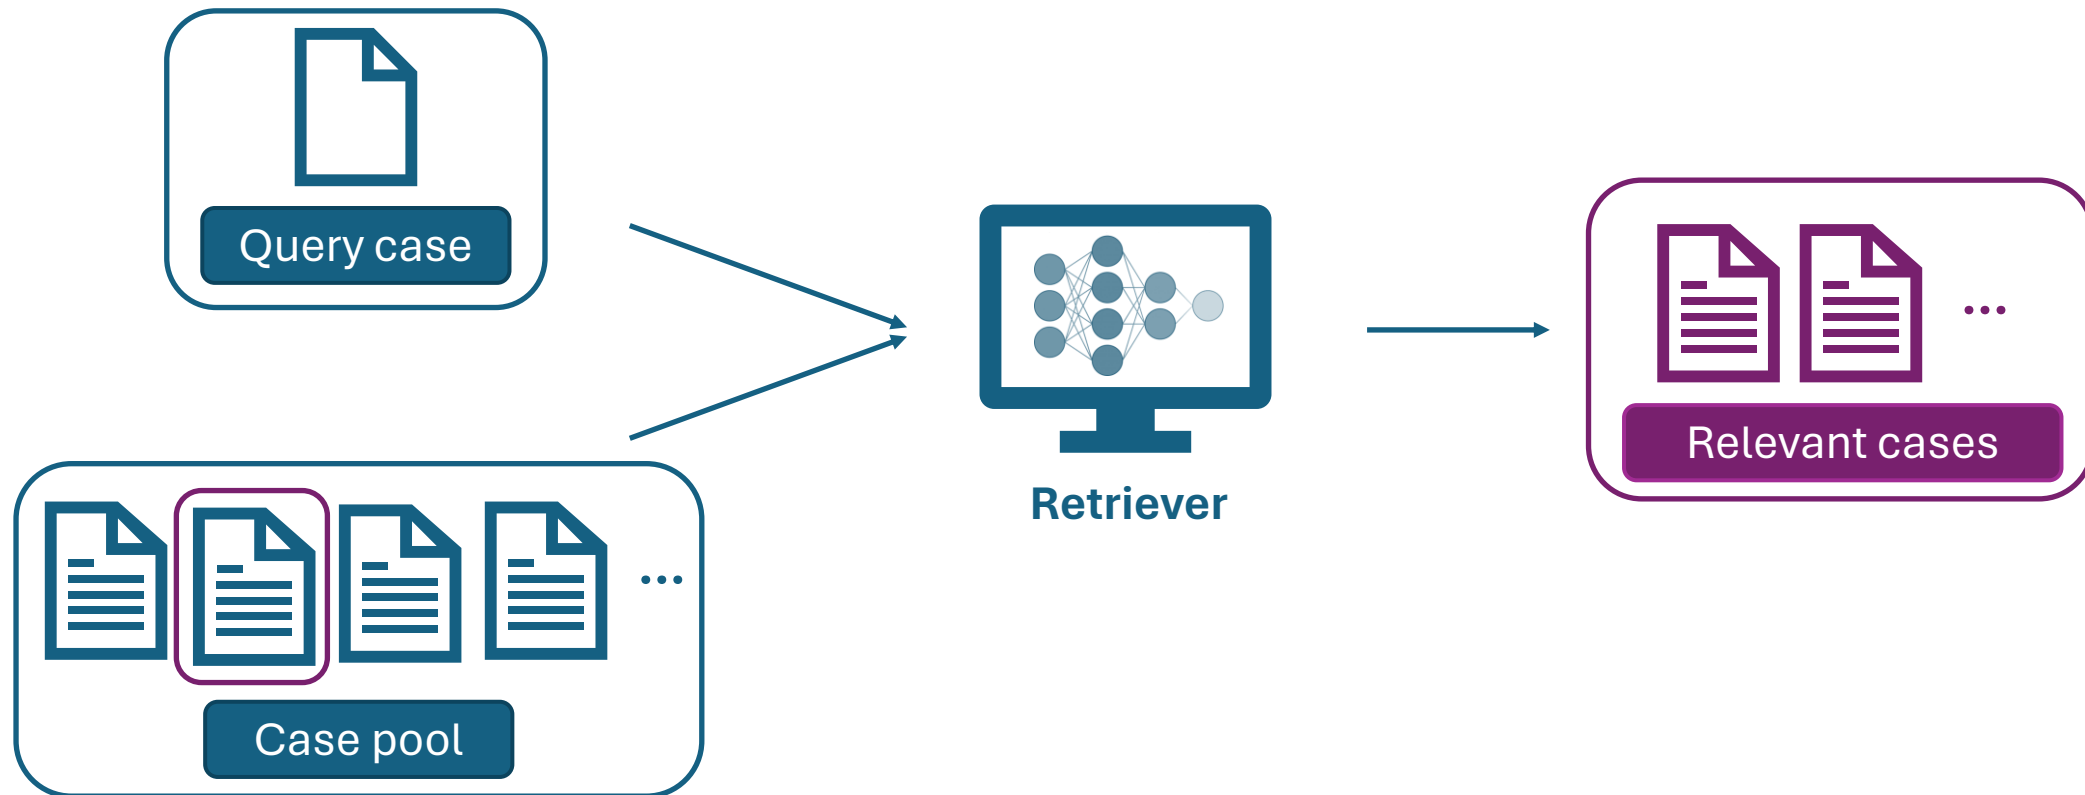 Query case
Case pool
...
Retriever
...
Relevant cases